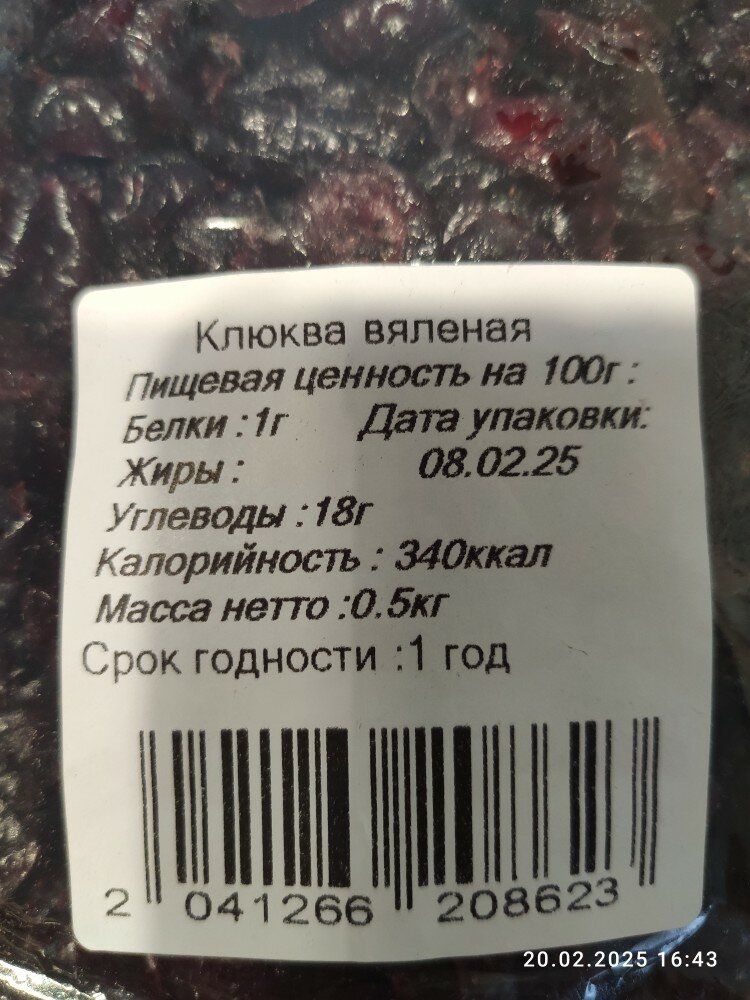 Клюква вяленая
Пищевая ценность на 100г :
Белки :1г Дата упаковки:
Жиры : 08.02.25
Углеводы :18г
Калорийность : 340ккал
Масса нетто :0.5кг
Срок годности :1 год
2 041266 208623
20.02.2025 16:43